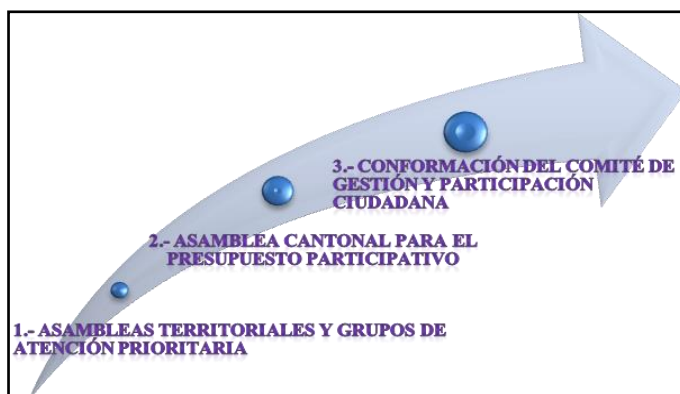 3.- CONFORMACIÓN DEL COMITÉ DE
GESTIÓN Y PARTICIPACIÓN
CIUDADANA
2.- ASAMBLEA CANTONAL PARA EL
PRESUPUESTO PARTICIPATIVO
1.- ASAMBLEAS TERRITORIALES Y GRUPOS DE
ATENCIÓN PRIORITARIA